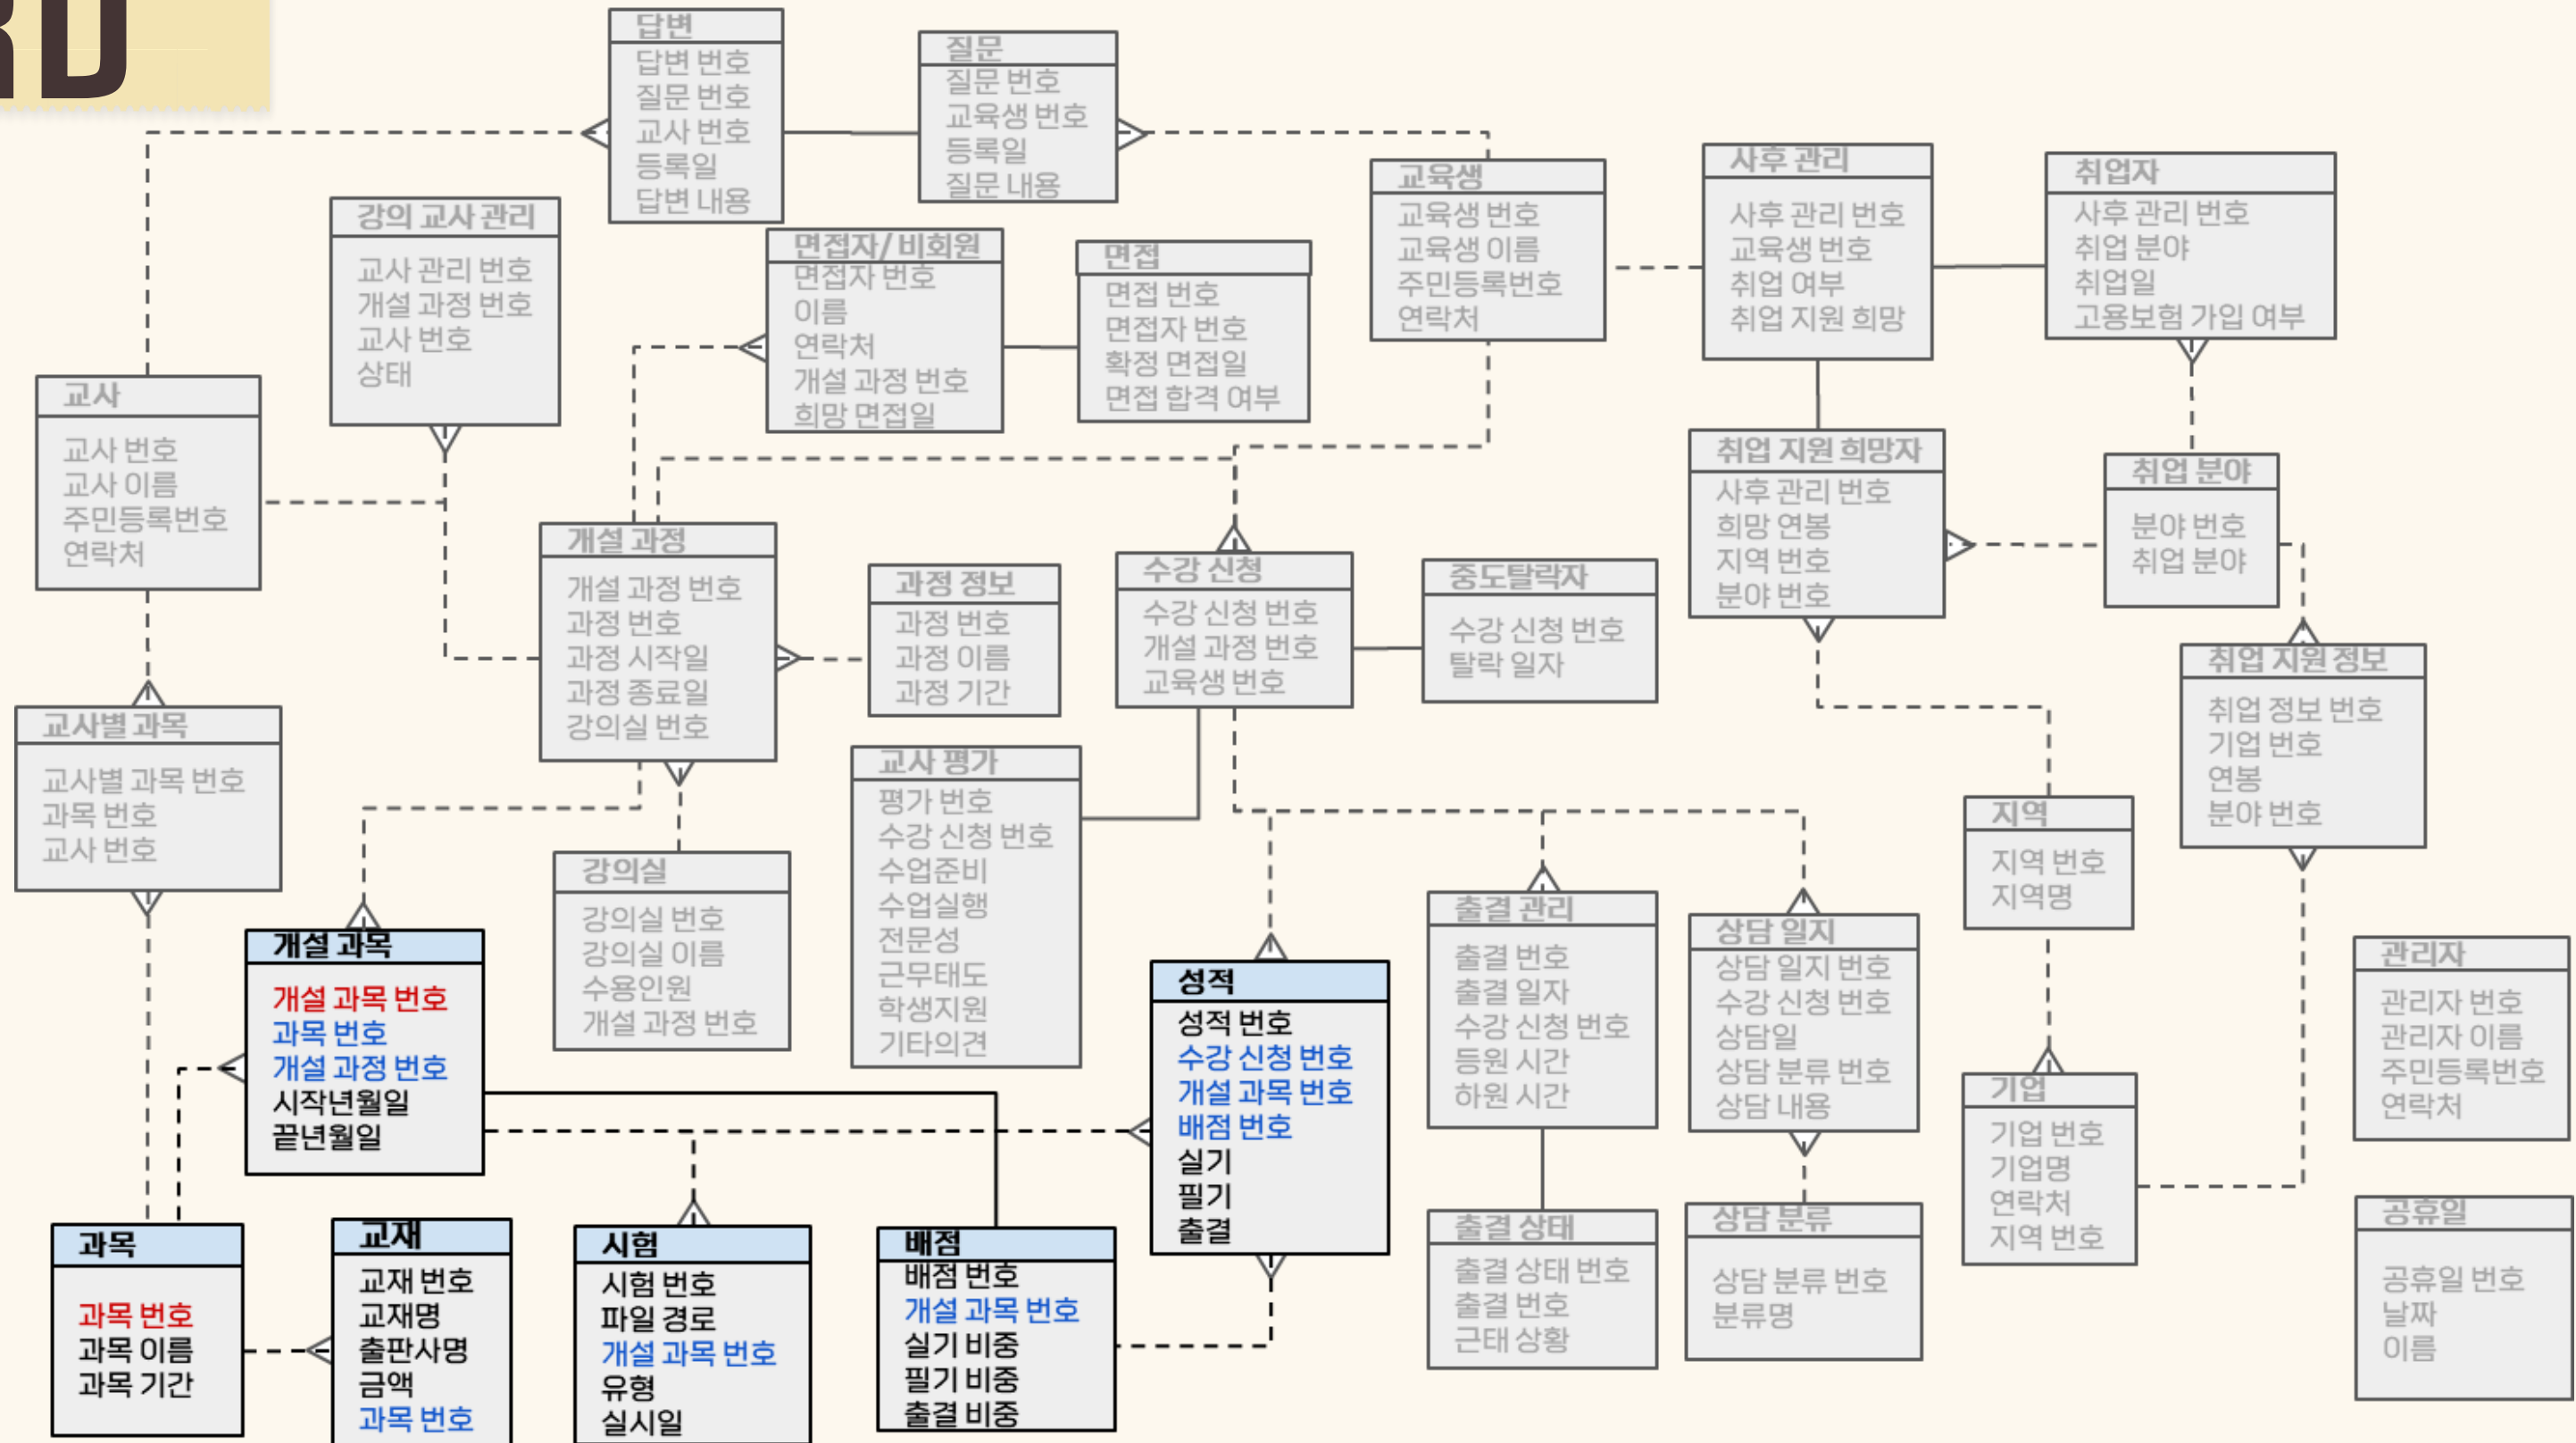 RD
답변
답변 번호
질문 번호
교사 번호
등록일
답변 내용
질문
질문 번호
교육생 번호
등록일
질문 내용
교육생
교육생 번호
교육생 이름
주민등록번호
연락처
사후 관리
사후 관리 번호
교육생 번호
취업 여부
취업 지원 희망
취업자
사후 관리 번호
취업 분야
취업일
고용보험 가입 여부
강의 교사 관리
교사 관리 번호
개설 과정 번호
교사 번호
상태
면접자/ 비회원
면접자 번호
이름
연락처
개설 과정 번호
희망 면접일
면접
면접 번호
면접자 번호
확정 면접일
면접 합격 여부
교사
교사 번호
교사 이름
주민등록번호
연락처
취업 지원 희망자
사후 관리 번호
희망 연봉
지역 번호
분야 번호
취업 분야
분야 번호
취업 분야
개설 과정
개설 과정 번호
과정 번호
과정 시작일
과정 종료일
강의실 번호
과정 정보
과정 번호
과정 이름
과정 기간
수강 신청
수강 신청 번호
개설 과정 번호
교육생 번호
중도탈락자
수강 신청 번호
탈락 일자
취업 지원 정보
취업 정보 번호
기업 번호
연봉
분야 번호
교사별 과목
교사별 과목 번호
과목 번호
교사 번호
교사 평가
평가 번호
수강 신청 번호
수업준비
수업실행
전문성
근무태도
학생지원
기타의견
지역
지역 번호
지역명
강의실
강의실 번호
강의실 이름
수용인원
개설 과정 번호
출결 관리
출결 번호
출결 일자
수강 신청 번호
등원 시간
하원 시간
상담 일지
상담 일지 번호
수강 신청 번호
상담일
상담 분류 번호
상담 내용
개설 과목
개설 과목 번호
과목 번호
개설 과정 번호
시작년월일
끝년월일
성적
성적 번호
수강 신청 번호
개설 과목 번호
배점 번호
실기
필기
출결
관리자
관리자 번호
관리자 이름
주민등록번호
연락처
기업
기업 번호
기업명
연락처
지역 번호
과목
과목 번호
과목 이름
과목 기간
교재
교재 번호
교재명
출판사명
금액
과목 번호
시험
시험 번호
파일 경로
개설 과목 번호
유형
실시일
배점
배점 번호
개설 과목 번호
실기 비중
필기 비중
출결 비중
출결 상태
출결 상태 번호
출결 번호
근태 상황
상담 분류
상담 분류 번호
분류명
공휴일
공휴일 번호
날짜
이름